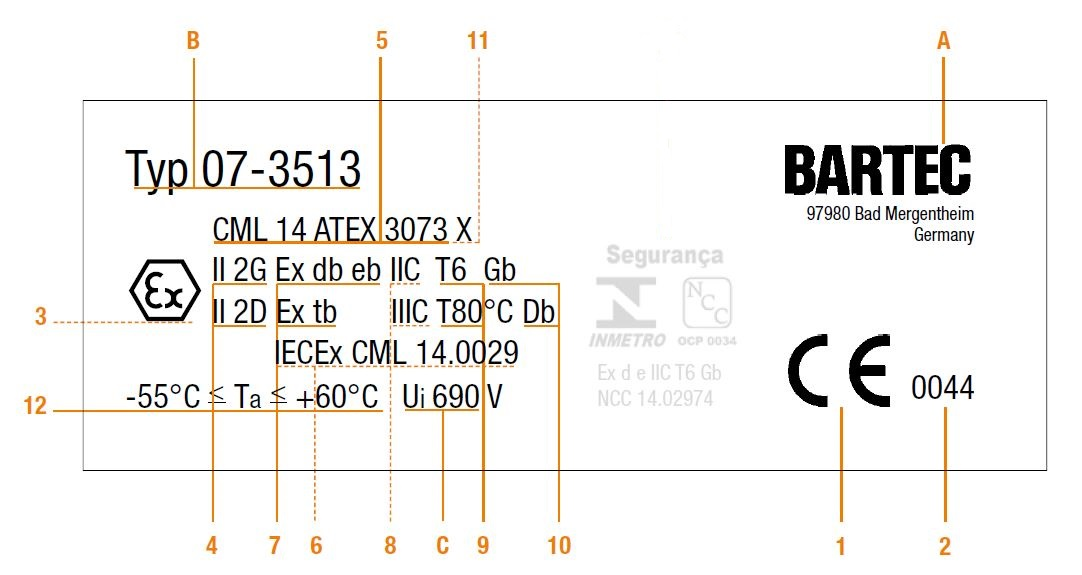 B 5 11 A
Typ 07-3513
BARTEC
97980 Bad Mergentheim
Germany
CML 14 ATEX 3073 X
II 2G Ex db eb IIC T6 Gb
Ex
II 2D Ex tb IIIC T80°C Db
3
IECEx CML 14.0029
-55°C ≤ Ta ≤ +60°C Ui 690 V
12
Segurança
NCC
INMETRO OCP 0034
Ex d e IIC T6 Gb
NCC 14.02974
CE 0044
4 7 6 8 C 9 10 1 2